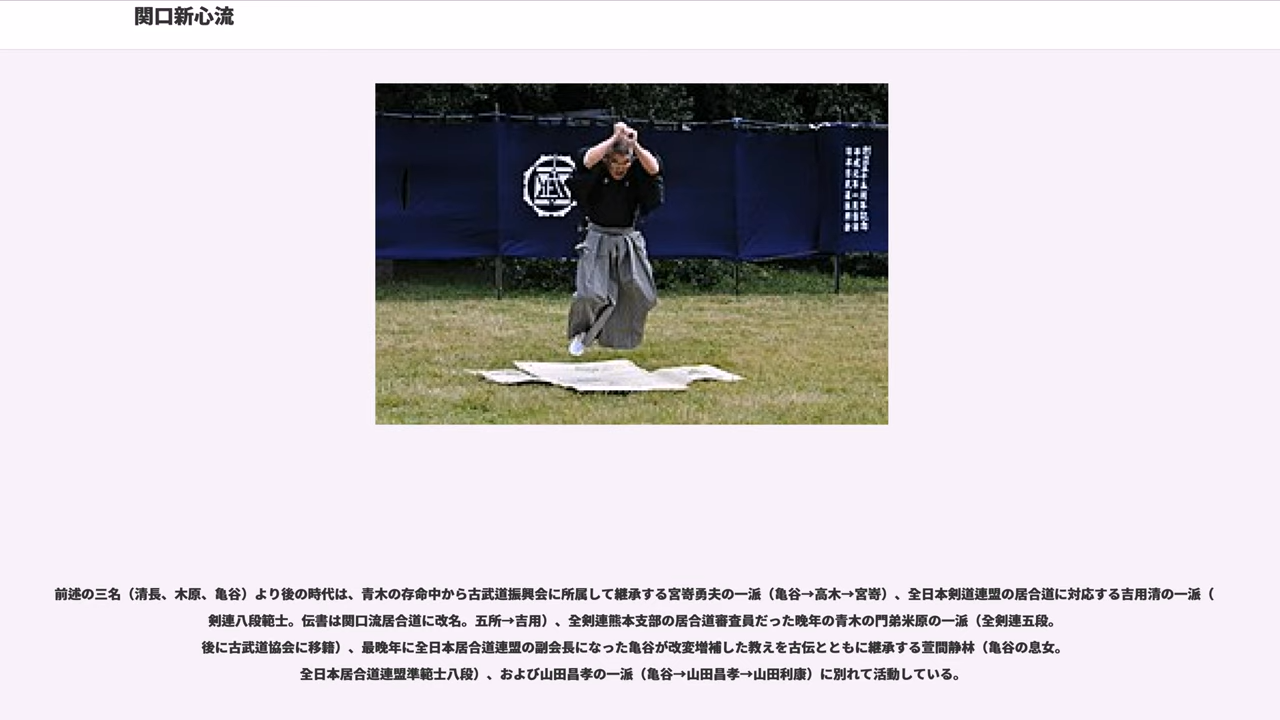 関口新心流
前述の三名（清長、木原、亀谷）より後の時代は、青木の存命中から古武道振興会に所属して継承する宮嵜勇夫の一派（亀谷→高木→宮嵜）、全日本剣道連盟の居合道に対応する吉用清の一派（
剣連八段範士。伝書は関口流居合道に改名。五所→吉用）、全剣連熊本支部の居合道審査員だった晩年の青木の門弟米原の一派（全剣連五段。
後に古武道協会に移籍）、最晩年に全日本居合道連盟の副会長になった亀谷が改変増補した教えを古伝とともに継承する萱間静林（亀谷の息女。
全日本居合道連盟準範士八段）、および山田昌孝の一派（亀谷→山田昌孝→山田利康）に別れて活動している。